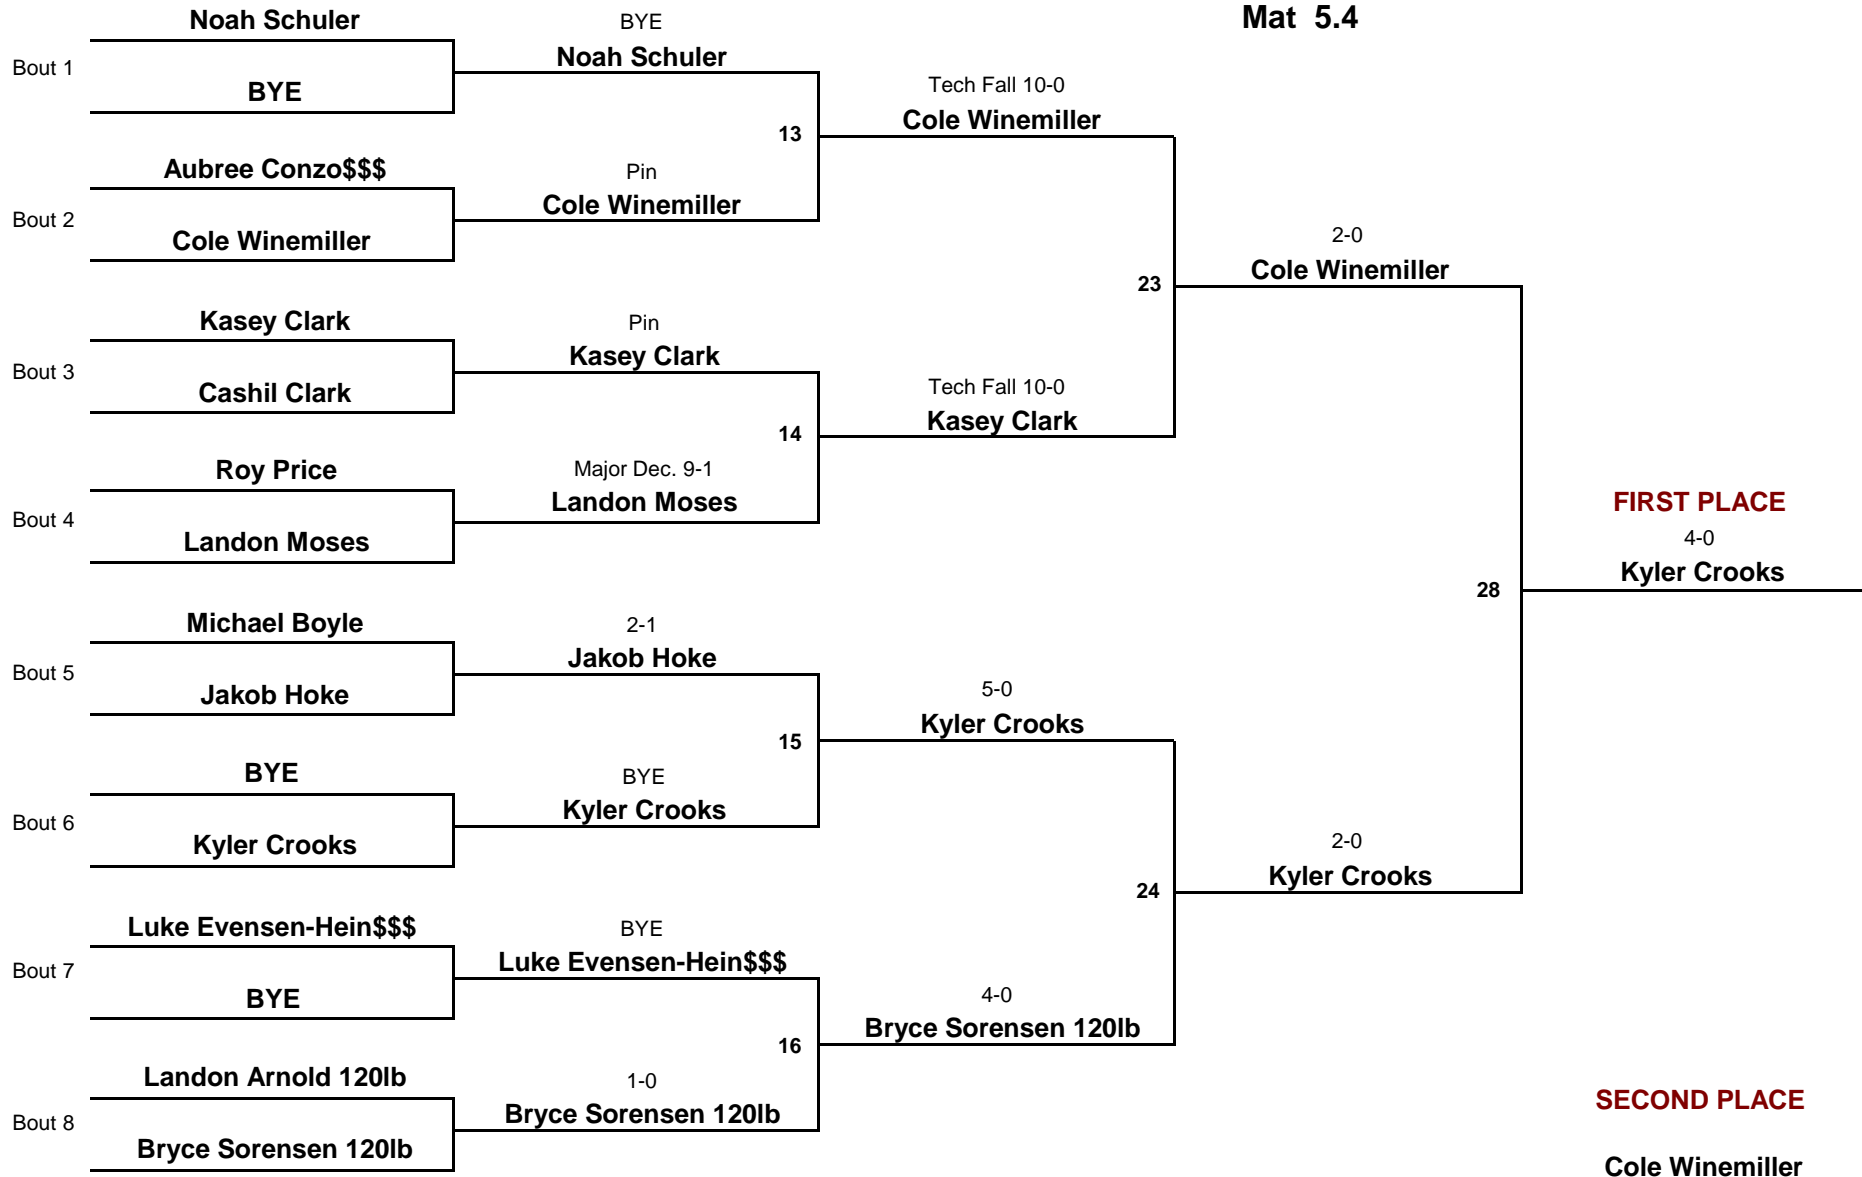 Mat 5.4
Noah Schuler
BYE
Bout 1
Noah Schuler
BYE
Tech Fall 10-0
Cole Winemiller
13
Aubree Conzo$$$
Pin
Bout 2
Cole Winemiller
Cole Winemiller
2-0
Cole Winemiller
23
Kasey Clark
Pin
Bout 3
Kasey Clark
Cashil Clark
Tech Fall 10-0
Kasey Clark
14
Roy Price
Major Dec. 9-1
Bout 4
Landon Moses
Landon Moses
FIRST PLACE
4-0
Kyler Crooks
28
Michael Boyle
2-1
Bout 5
Jakob Hoke
Jakob Hoke
5-0
Kyler Crooks
15
BYE
BYE
Bout 6
Kyler Crooks
Kyler Crooks
2-0
Kyler Crooks
24
Luke Evensen-Hein$$$
BYE
Bout 7
Luke Evensen-Hein$$$
BYE
4-0
Bryce Sorensen 120lb
16
Landon Arnold 120lb
1-0
Bout 8
Bryce Sorensen 120lb
Bryce Sorensen 120lb
SECOND PLACE
Cole Winemiller